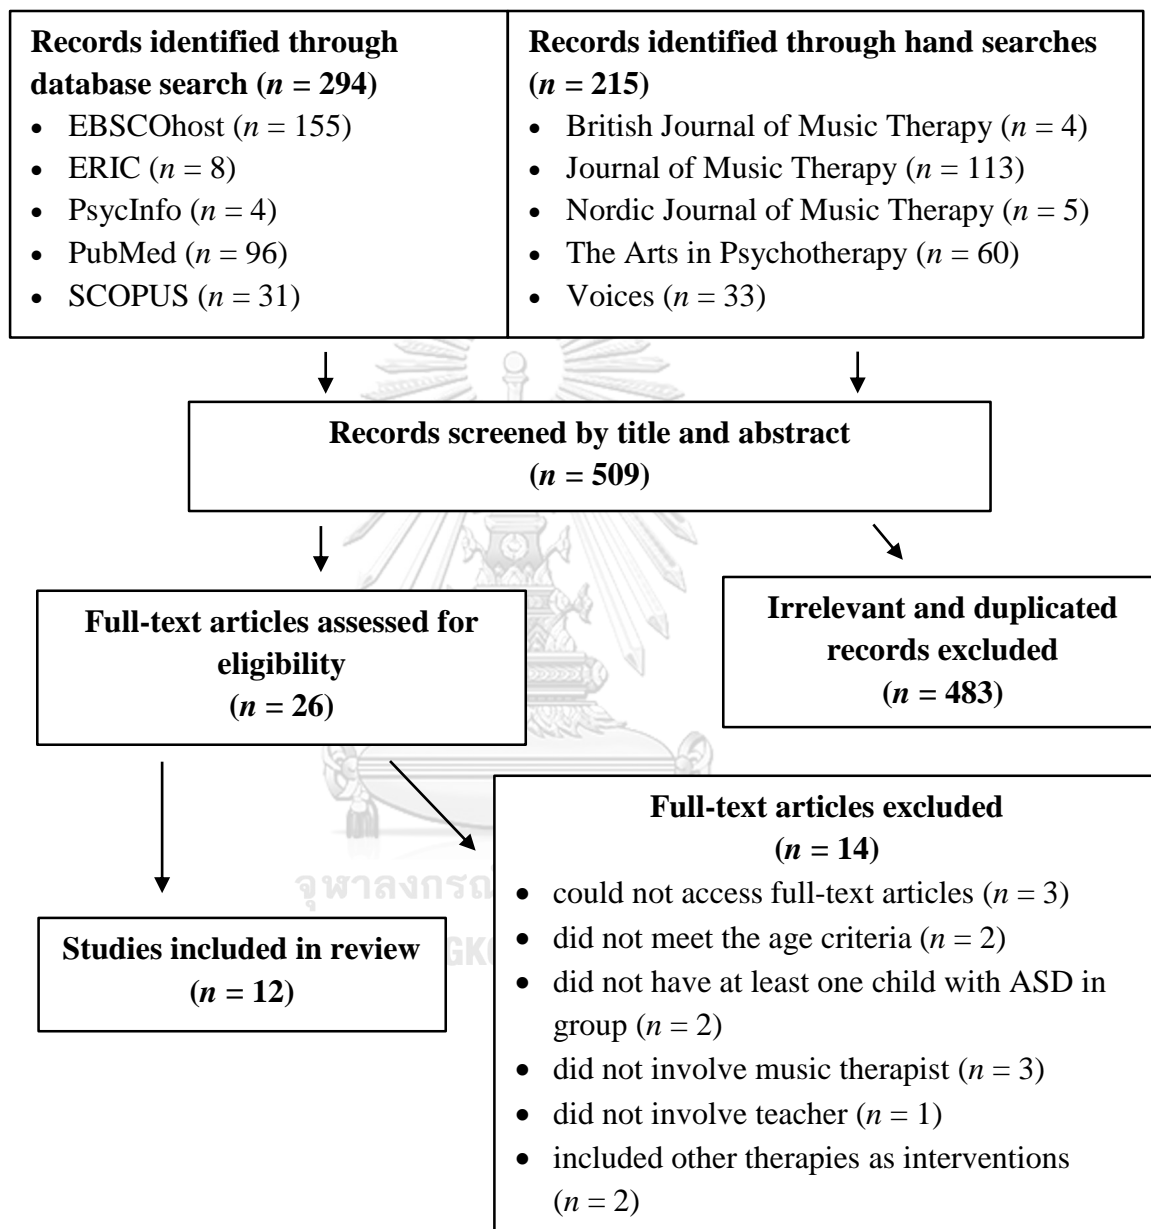 Records identified through
database search (n = 294)
• EBSCOhost (n = 155)
• ERIC (n = 8)
• PsycInfo (n = 4)
• PubMed (n = 96)
• SCOPUS (n = 31)
Records identified through hand searches
(n = 215)
• British Journal of Music Therapy (n = 4)
• Journal of Music Therapy (n = 113)
• Nordic Journal of Music Therapy (n = 5)
• The Arts in Psychotherapy (n = 60)
• Voices (n = 33)
Records screened by title and abstract
(n = 509)
Full-text articles assessed for
eligibility
(n = 26)
Irrelevant and duplicated
records excluded
(n = 483)
Full-text articles excluded
(n = 14)
• could not access full-text articles (n = 3)
• did not meet the age criteria (n = 2)
• did not have at least one child with ASD in
group (n = 2)
• did not involve music therapist (n = 3)
• did not involve teacher (n = 1)
• included other therapies as interventions
(n = 2)
Studies included in review
(n = 12)